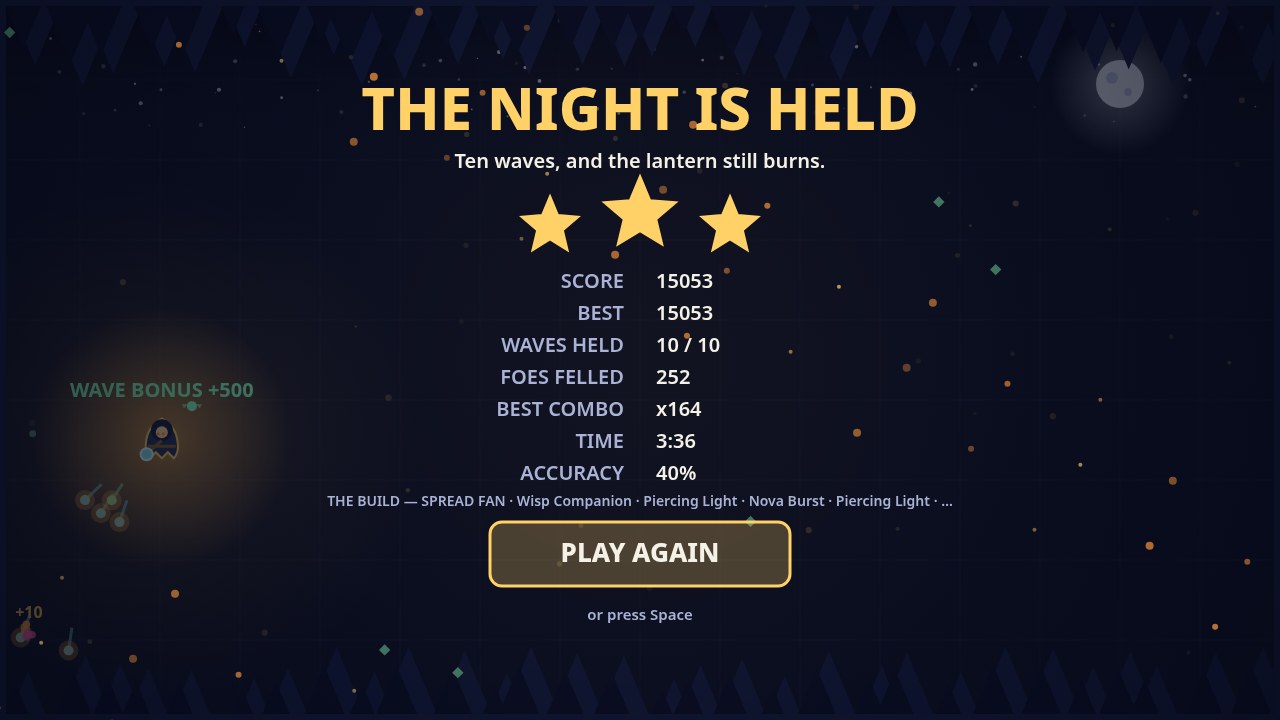 THE NIGHT IS HELD
Ten waves, and the lantern still burns.
SCORE 15053
BEST 15053
WAVES HELD 10 / 10
FOES FELLED 252
WAVE BONUS +500
BEST COMBO x164
TIME 3:36
ACCURACY 40%
THE BUILD — SPREAD FAN · Wisp Companion · Piercing Light · Nova Burst · Piercing Light · ...
PLAY AGAIN
or press Space
+10